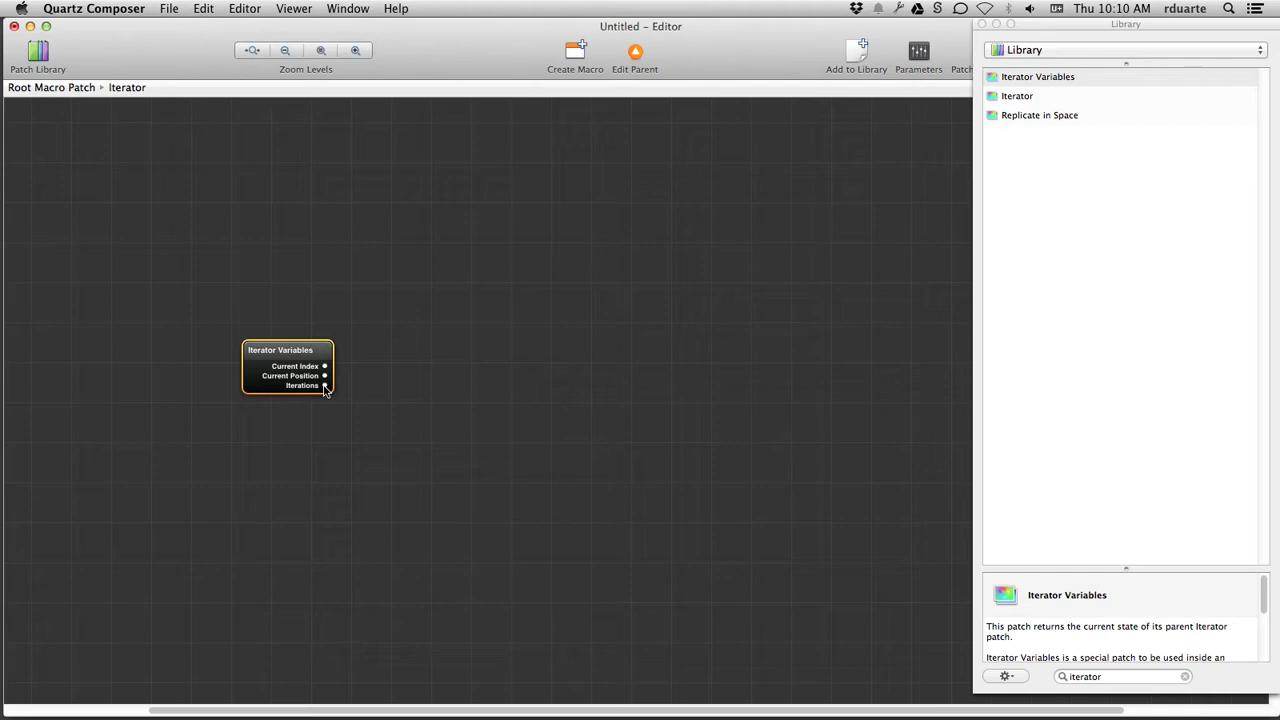 Quartz Composer File Edit Editor Viewer Window Help Thu 10:10 AM rduarte
Untitled – Editor
Library
Patch Library
Zoom Levels
Create Macro
Edit Parent
Add to Library
Parameters
Patch
Library
Root Macro Patch Iterator
Iterator Variables
Iterator
Replicate in Space
Iterator Variables
Current Index
Current Position
Iterations
Iterator Variables
This patch returns the current state of its parent Iterator
patch.
Iterator Variables is a special patch to be used inside an
iterator